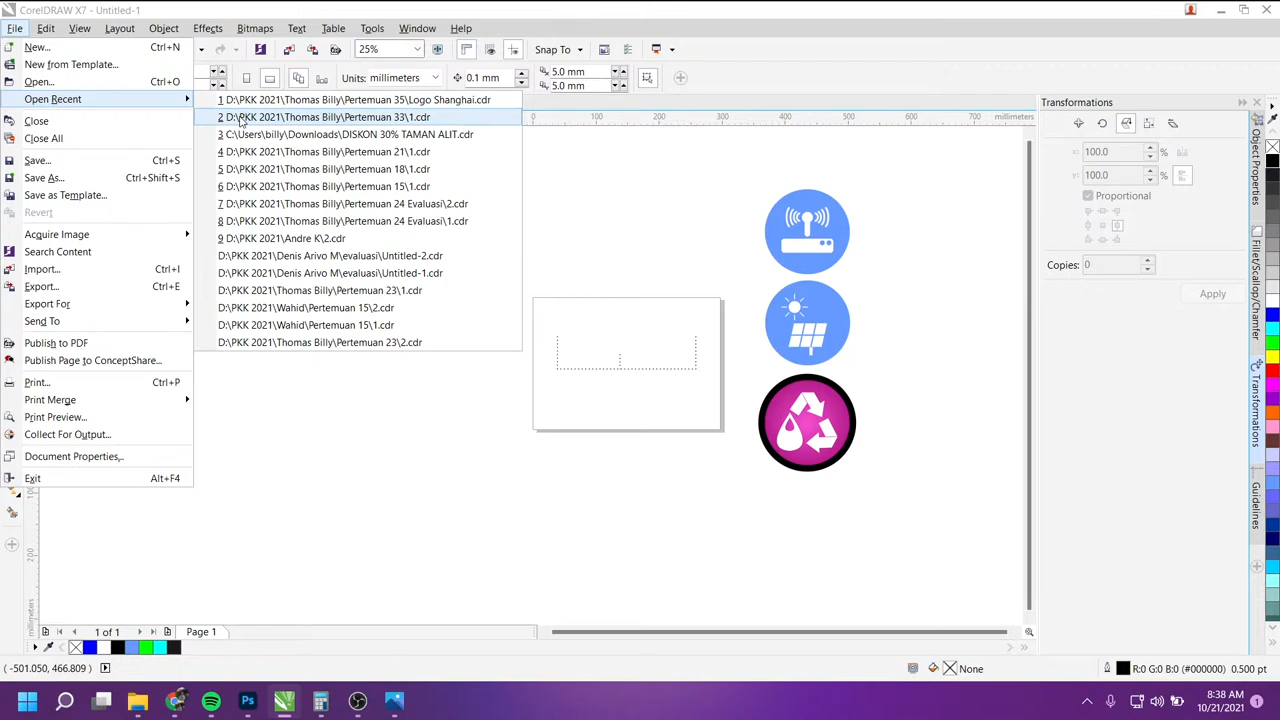 CorelDRAW X7 - Untitled-1
File Edit View Layout Object Effects Bitmaps Text Table Tools Window Help
25% Snap To
Units: millimeters 0.1 mm 5.0 mm
5.0 mm
New... Ctrl+N
New from Template...
Open... Ctrl+O
Open Recent
Close
Close All
Save... Ctrl+S
Save As... Ctrl+Shift+S
Save as Template...
Revert
Acquire Image
Search Content
Import... Ctrl+I
Export... Ctrl+E
Export For
Send To
Publish to PDF
Publish Page to ConceptShare...
Print... Ctrl+P
Print Merge
Print Preview...
Collect For Output...
Document Properties...
Exit Alt+F4
1 D:\PKK 2021\Thomas Billy\Pertemuan 35\Logo Shanghai.cdr
2 D:\PKK 2021\Thomas Billy\Pertemuan 33\1.cdr
3 C:\Users\billy\Downloads\DISKON 30% TAMAN ALIT.cdr
4 D:\PKK 2021\Thomas Billy\Pertemuan 21\1.cdr
5 D:\PKK 2021\Thomas Billy\Pertemuan 18\1.cdr
6 D:\PKK 2021\Thomas Billy\Pertemuan 15\1.cdr
7 D:\PKK 2021\Thomas Billy\Pertemuan 24 Evaluasi\2.cdr
8 D:\PKK 2021\Thomas Billy\Pertemuan 24 Evaluasi\1.cdr
9 D:\PKK 2021\Andre K\2.cdr
D:\PKK 2021\Denis Arivo M\evaluasi\Untitled-2.cdr
D:\PKK 2021\Denis Arivo M\evaluasi\Untitled-1.cdr
D:\PKK 2021\Thomas Billy\Pertemuan 23\1.cdr
D:\PKK 2021\Wahid\Pertemuan 15\2.cdr
D:\PKK 2021\Wahid\Pertemuan 15\1.cdr
D:\PKK 2021\Thomas Billy\Pertemuan 23\2.cdr
0 100 200 300 400 500 millimeters
200
millimeters
Transformations
x: 100.0 %
y: 100.0 %
Proportional
Copies: 0
Apply
Object Properties
Fillet/Scallop/Chamfer
Transformations
Guidelines
1 of 1 Page 1
(-501.050, 466.809) None R:0 G:0 B:0 (#000000) 0.500 pt
Ps
8:38 AM
10/21/2021
1